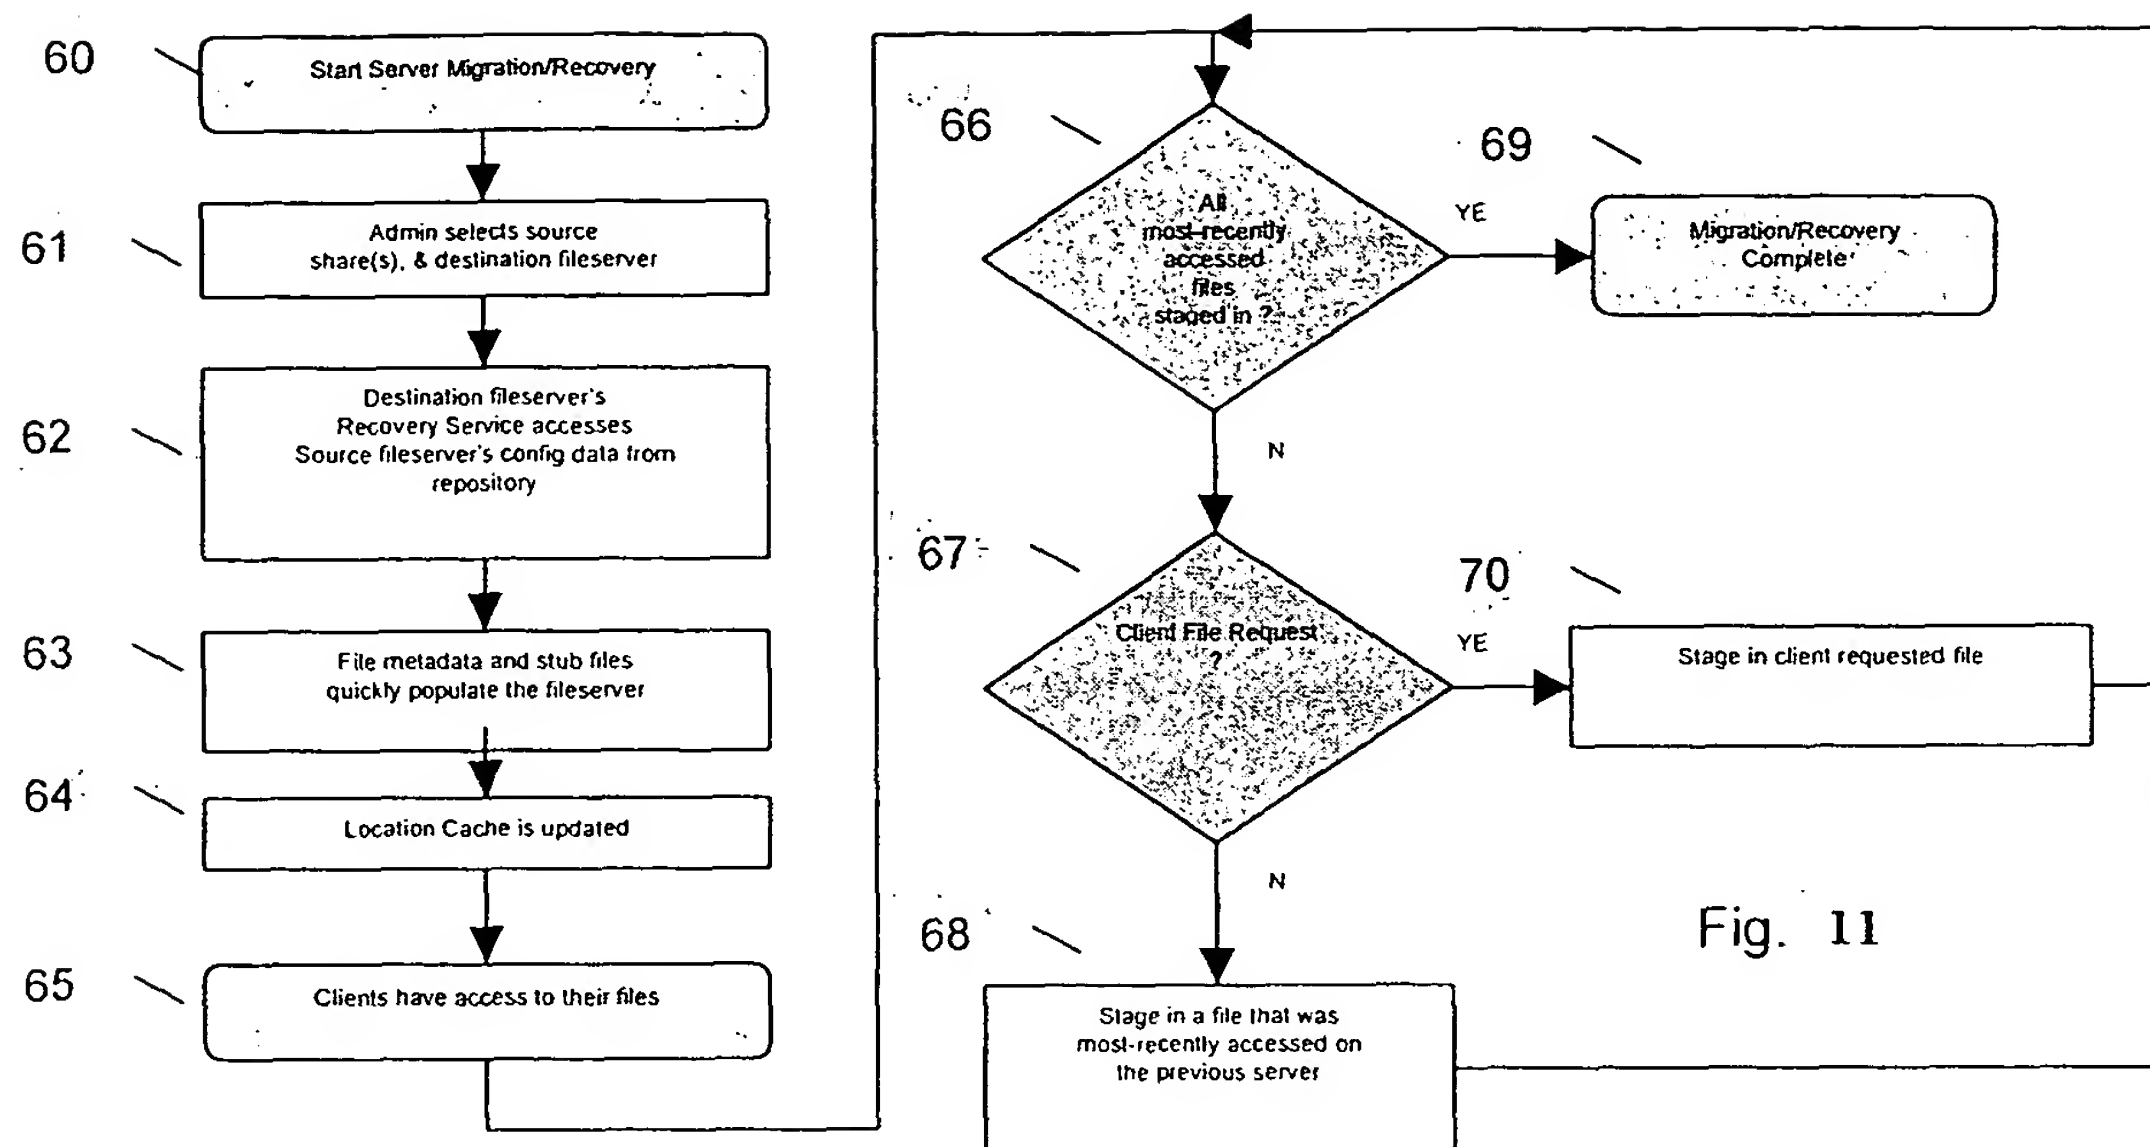 60
Start Server Migration/Recovery
61
Admin selects source
share(s), & destination fileserver
62
Destination fileserver's
Recovery Service accesses
Source fileserver's config data from
repository
63
File metadata and stub files
quickly populate the fileserver
64
Location Cache is updated
65
Clients have access to their files
66
All
most-recently
accessed
files
staged in ?
YE
69
Migration/Recovery
Complete
N
67
Client File Request
?
YE
70
Stage in client requested file
N
68
Stage in a file that was
most-recently accessed on
the previous server
Fig. 11